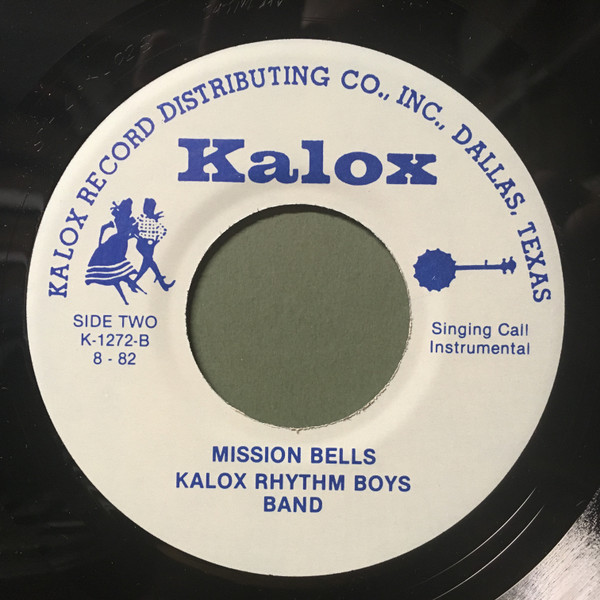 KALOX RECORD DISTRIBUTING CO., INC., DALLAS, TEXAS
Kalox
SIDE TWO
K-1272-B
8 - 82
Singing Call
Instrumental
MISSION BELLS
KALOX RHYTHM BOYS
BAND